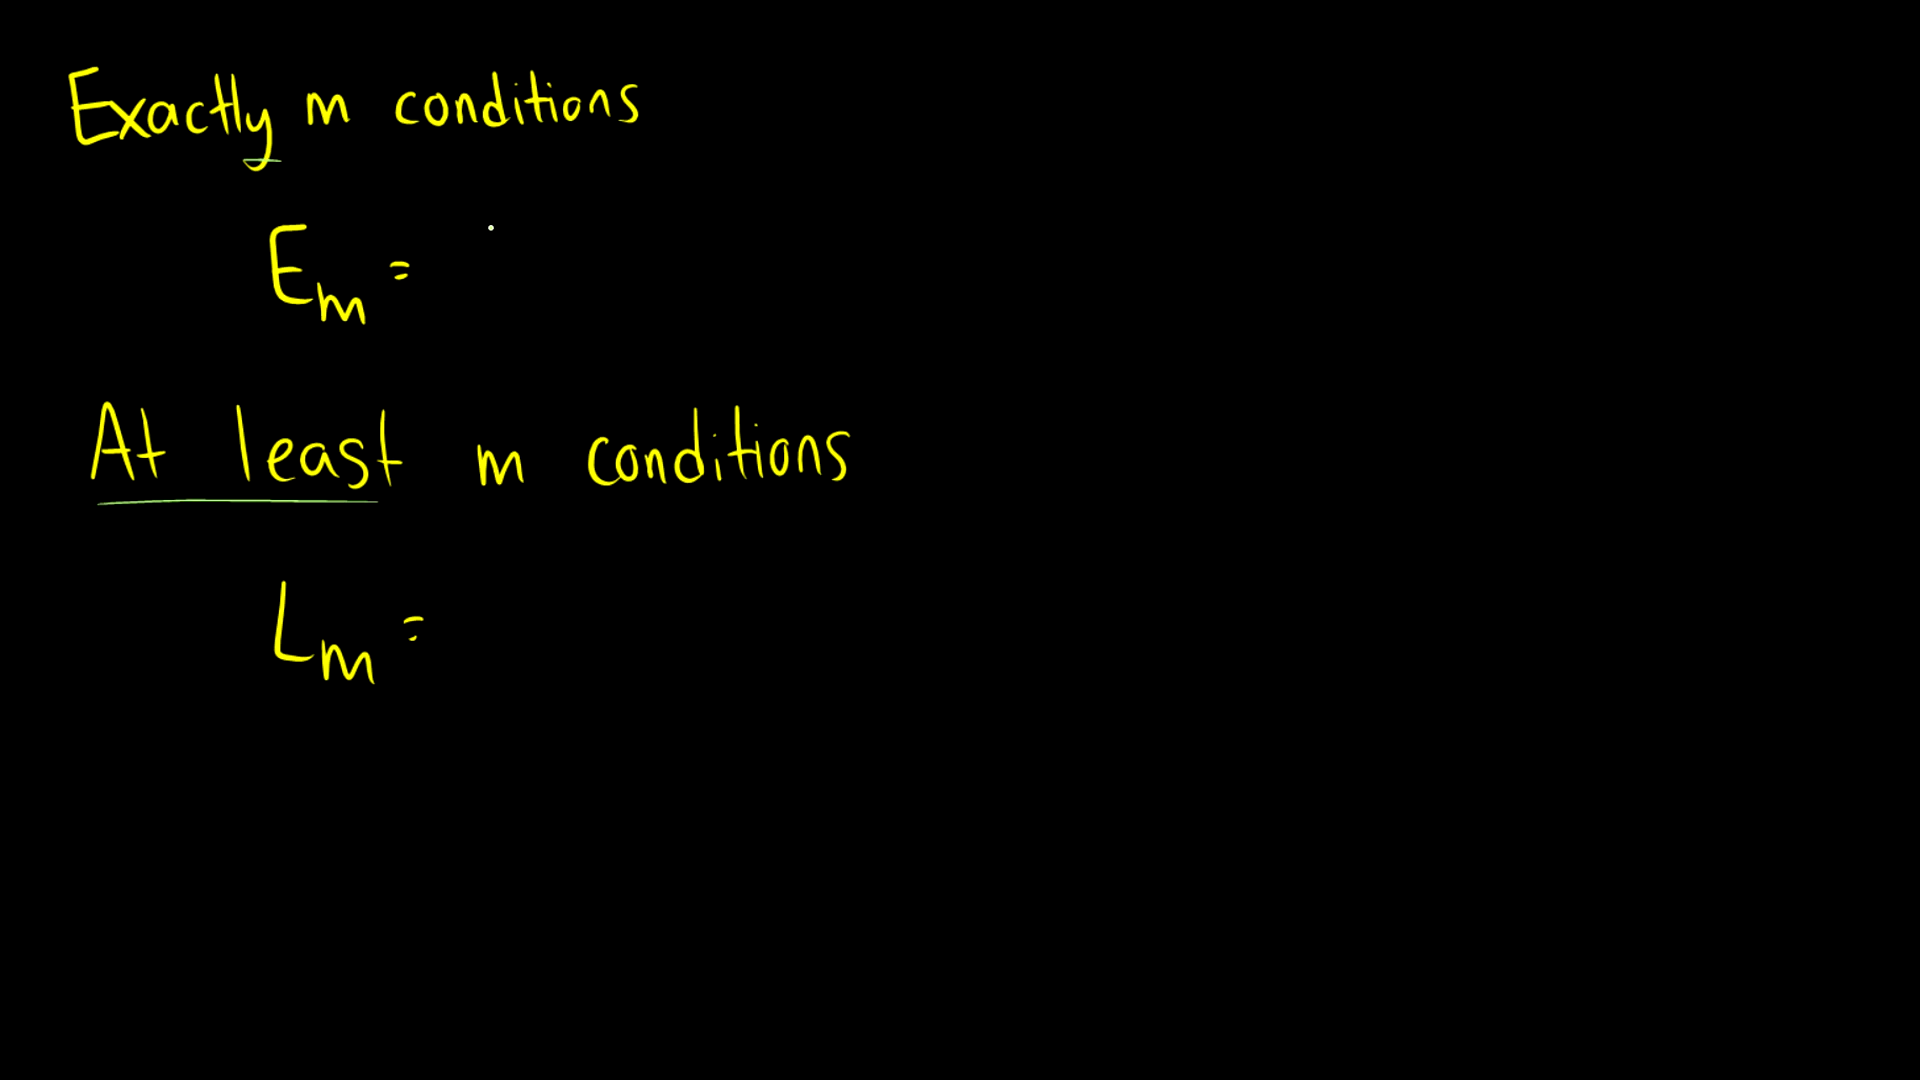 Exactly m conditions
E_m =
At least m conditions
L_m =